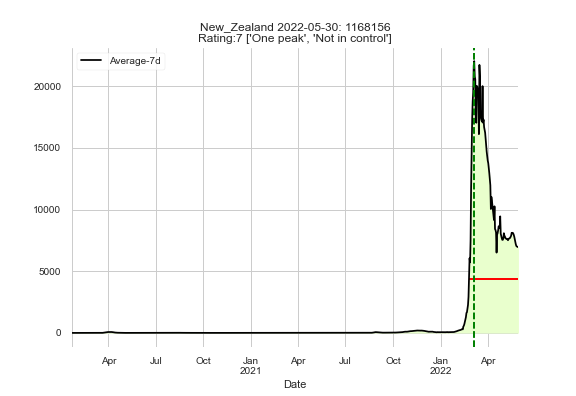 New_Zealand 2022-05-30: 1168156
Rating:7 ['One peak', 'Not in control']
Average-7d
20000
15000
10000
5000
0
Apr Jul Oct Jan Apr Jul Oct Jan Apr
2021 2022
Date